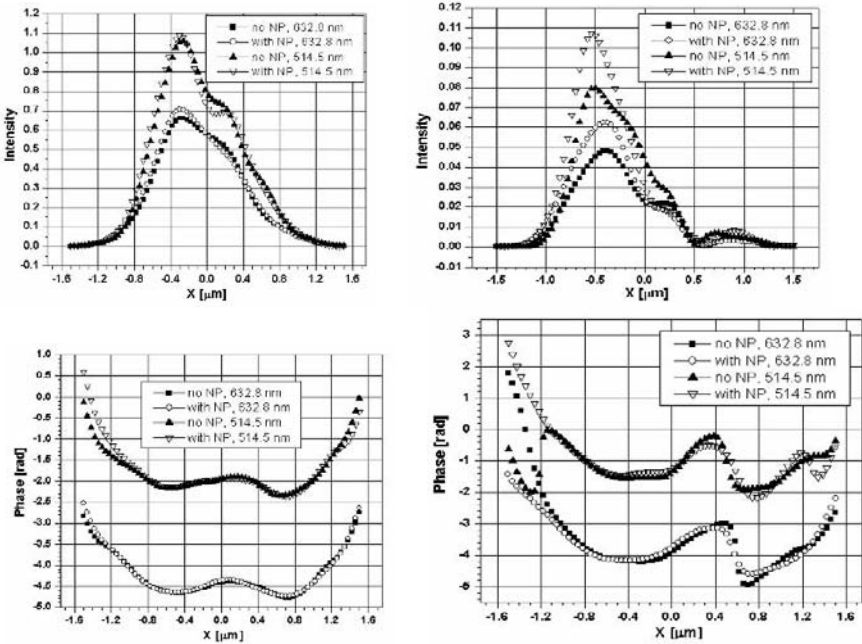 1.2
1.1
1.0
0.9
0.8
0.7
0.6
0.5
0.4
0.3
0.2
0.1
0.0
-0.1
Intensity
no NP, 632.0 nm
with NP, 632.8 nm
no NP, 514.5 nm
with NP, 514.5 nm
-1.6 -1.2 -0.8 -0.4 0.0 0.4 0.8 1.2 1.6
X [μm]
0.12
0.11
0.10
0.09
0.08
0.07
0.06
0.05
0.04
0.03
0.02
0.01
0.00
-0.01
Intensity
no NP, 632.8 nm
with NP, 632.8 nm
no NP, 514.5 nm
with NP, 514.5 nm
-1.5 -1.0 -0.5 0.0 0.5 1.0 1.5
X [μm]
1.0
0.5
0.0
-0.5
-1.0
-1.5
-2.0
-2.5
-3.0
-3.5
-4.0
-4.5
-5.0
Phase [rad]
no NP, 632.8 nm
with NP, 632.8 nm
no NP, 514.5 nm
with NP, 514.5 nm
-1.6 -1.2 -0.8 -0.4 0.0 0.4 0.8 1.2 1.6
X [μm]
3
2
1
0
-1
-2
-3
-4
-5
Phase [rad]
no NP, 632.8 nm
with NP, 632.8 nm
no NP, 514.5 nm
with NP, 514.5 nm
-1.6 -1.2 -0.8 -0.4 0.0 0.4 0.8 1.2 1.6
X [μm]